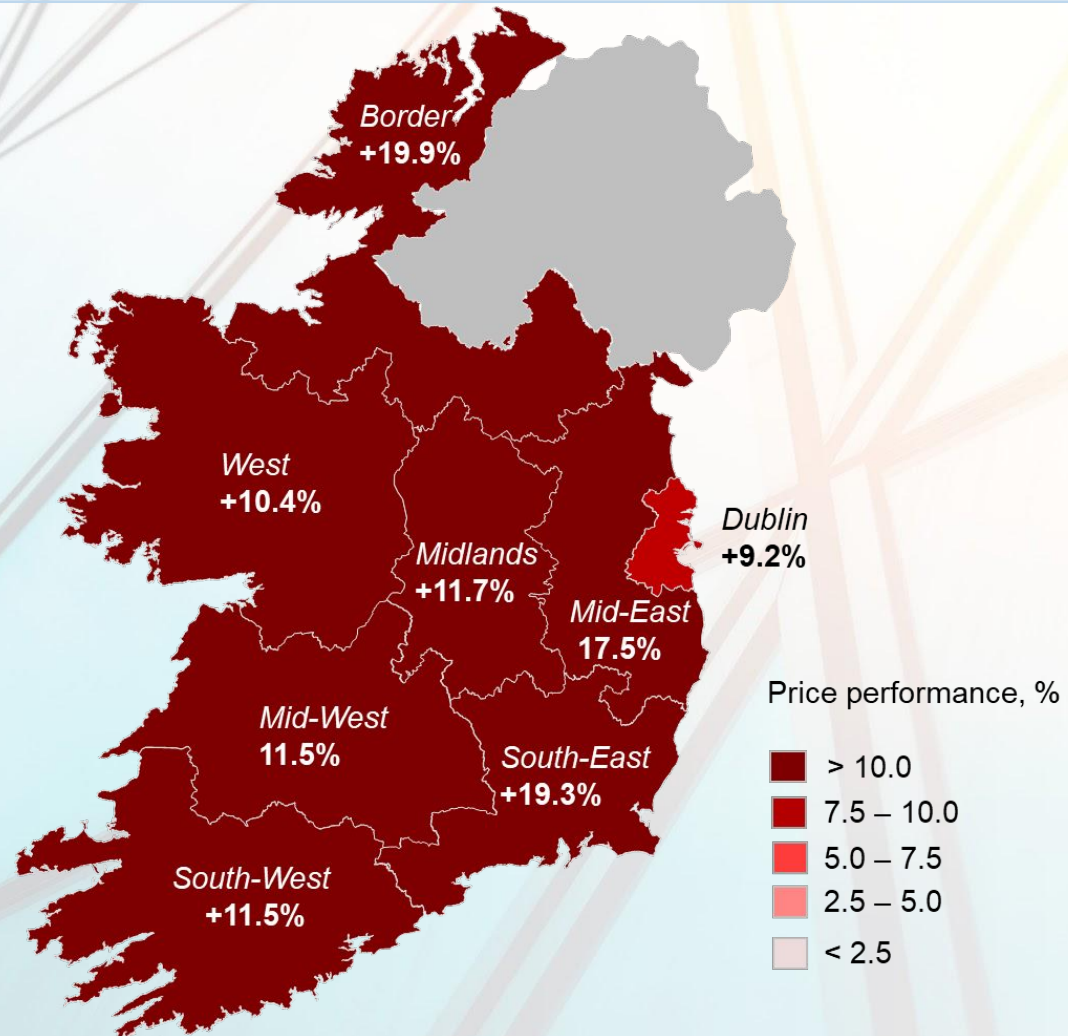 Border
+19.9%
West
+10.4%
Dublin
+9.2%
Midlands
+11.7%
Mid-East
17.5%
Price performance, %
Mid-West
11.5%
South-East
+19.3%
> 10.0
7.5 – 10.0
5.0 – 7.5
2.5 – 5.0
< 2.5
South-West
+11.5%